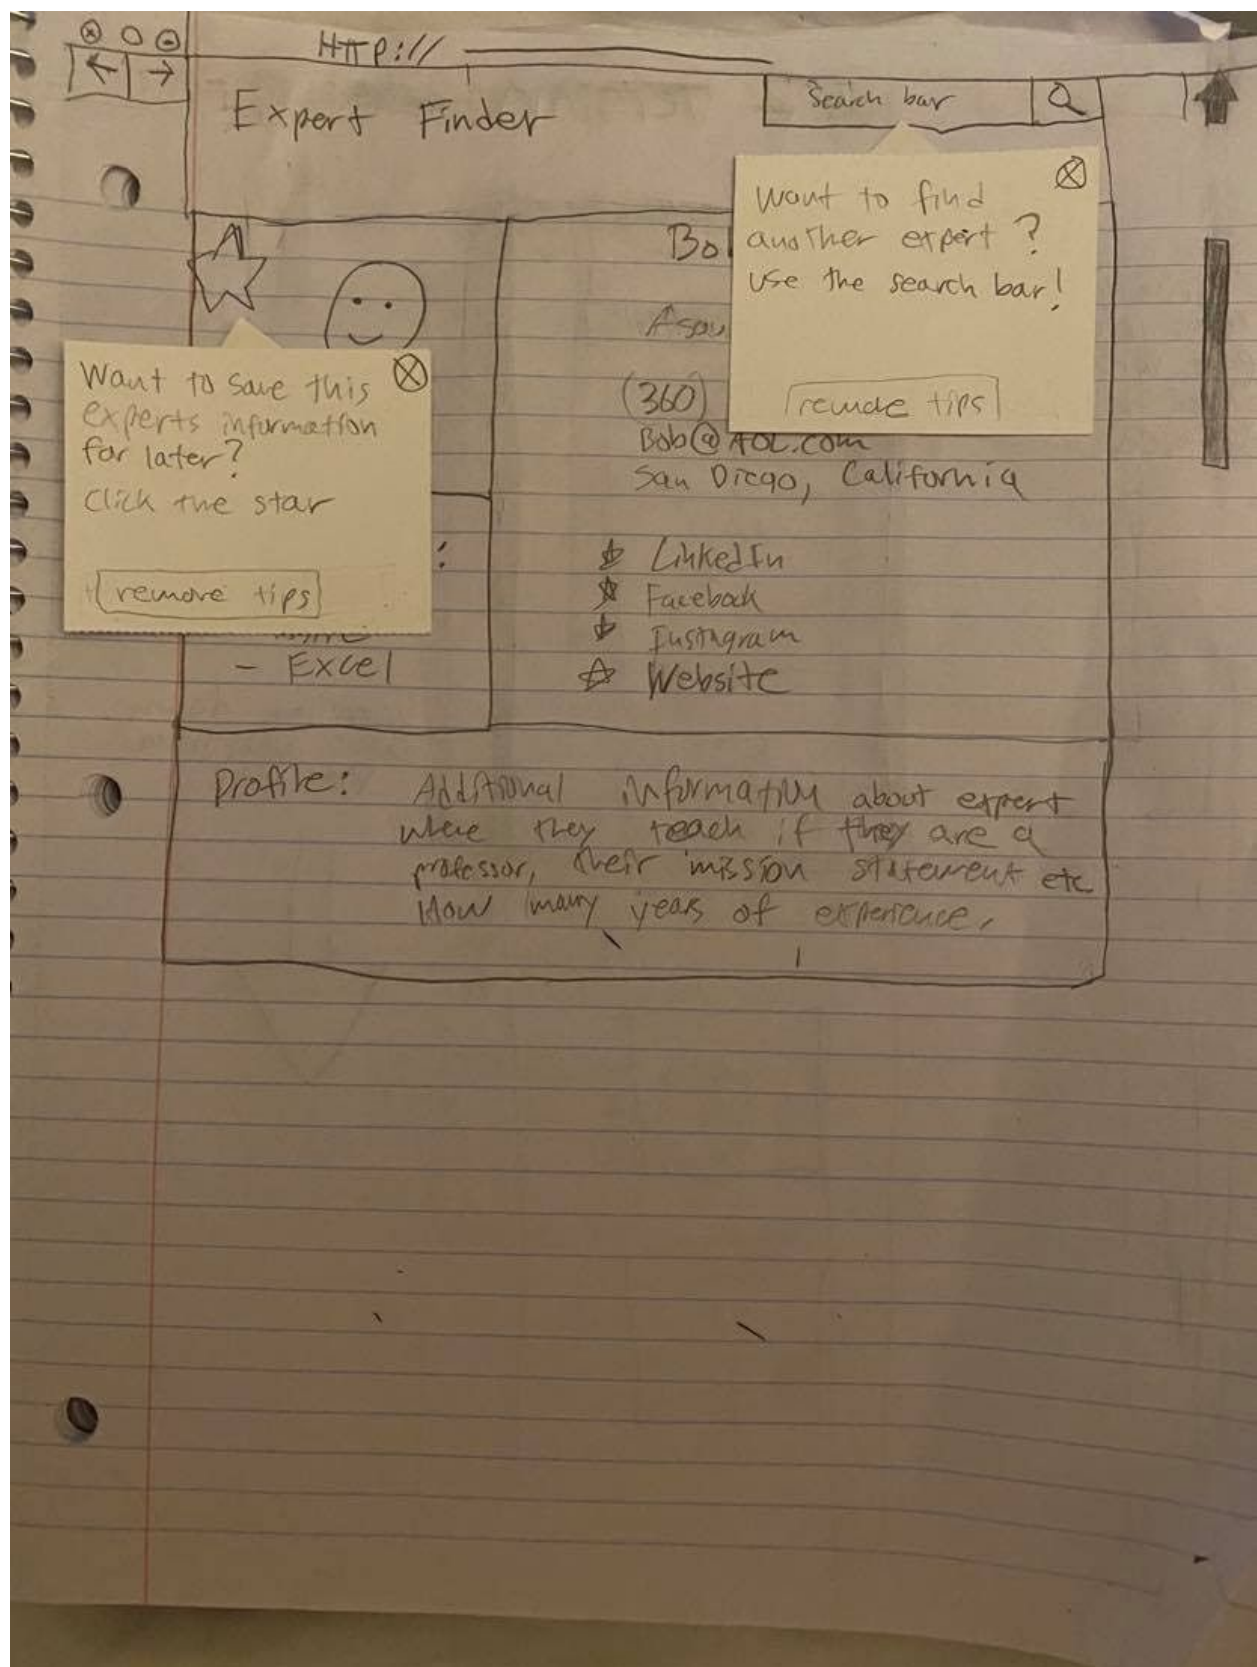 HTTP://
Expert Finder
Search bar
Want to find
another expert?
Use the search bar!
remove tips
Bo
(360)
Bob@AOL.com
San Diego, California
Want to save this
experts information
for later?
Click the star
remove tips
:
- Excel
LinkedIn
Facebook
Instagram
Website
Profile: Additional information about expert
where they teach if they are a
professor, their mission statement etc
How many years of experience.